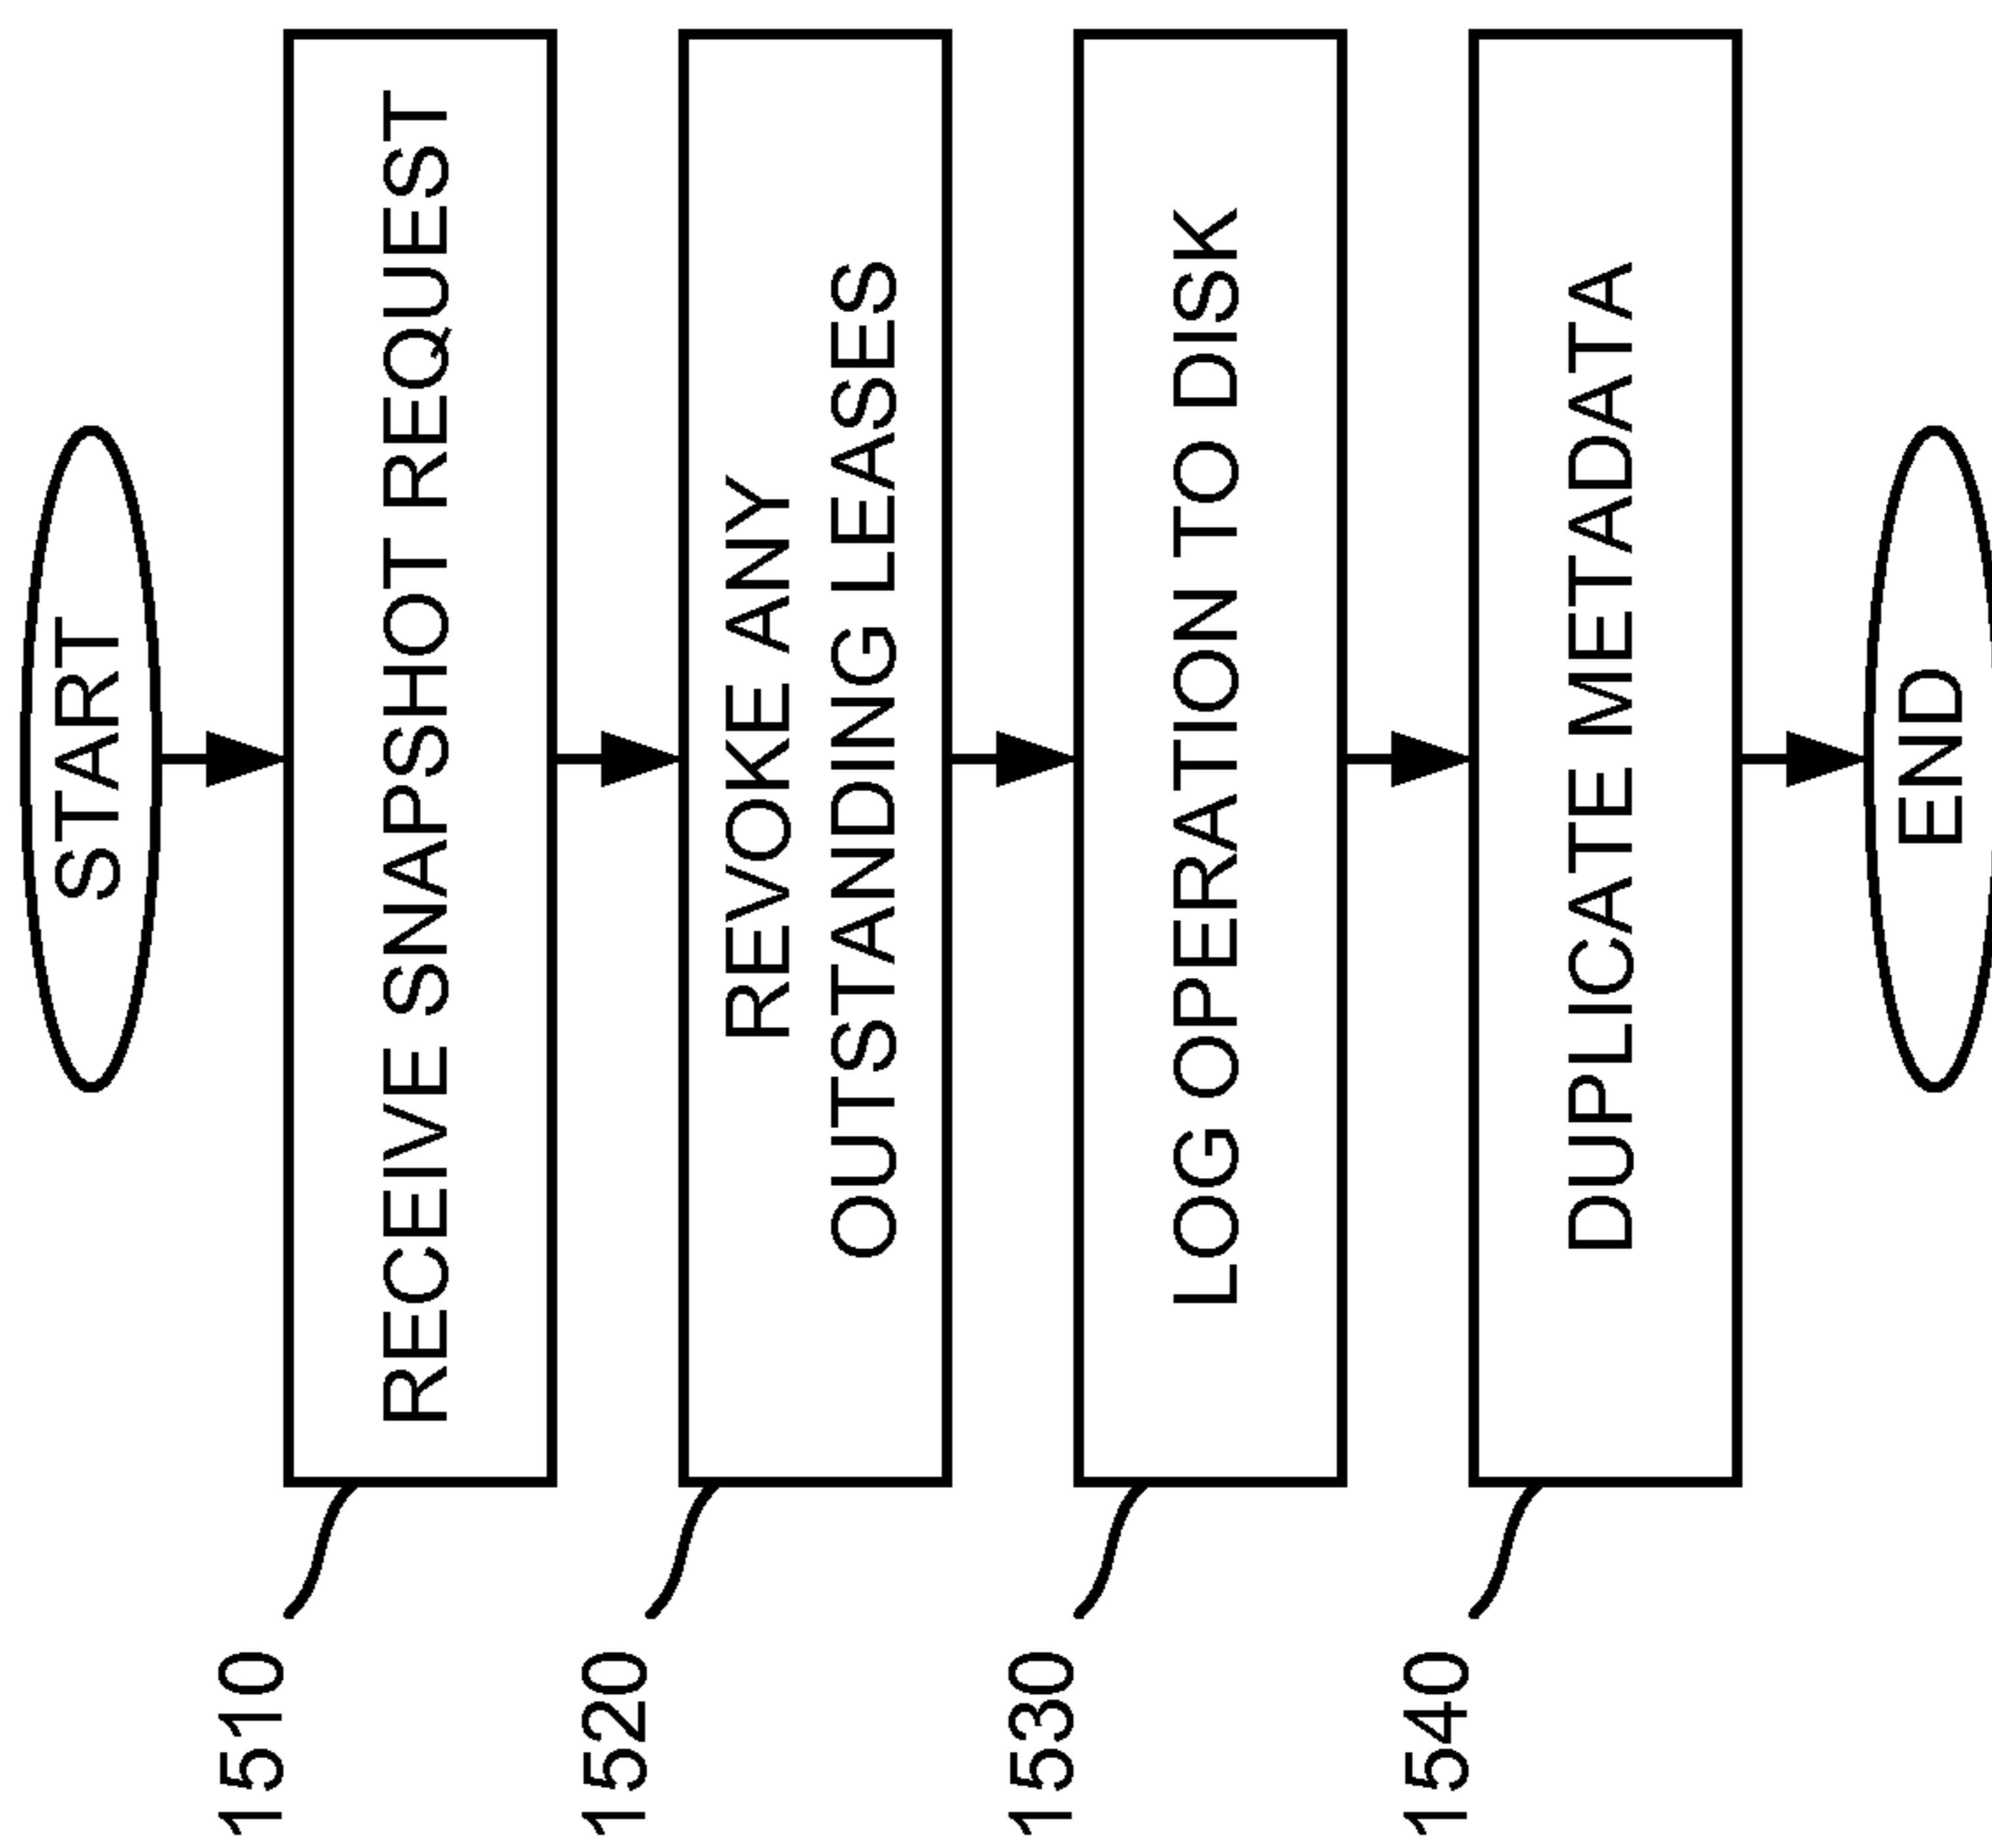 START
1510
RECEIVE SNAPSHOT REQUEST
1520
REVOKE ANY
OUTSTANDING LEASES
1530
LOG OPERATION TO DISK
1540
DUPLICATE METADATA
END